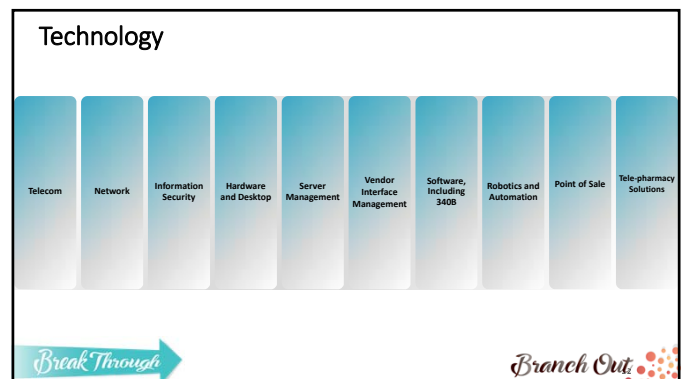 Technology
Telecom
Network
Information
Security
Hardware
and Desktop
Server
Management
Vendor
Interface
Management
Software,
Including
340B
Robotics and
Automation
Point of Sale
Tele-pharmacy
Solutions
Break Through
Branch Out